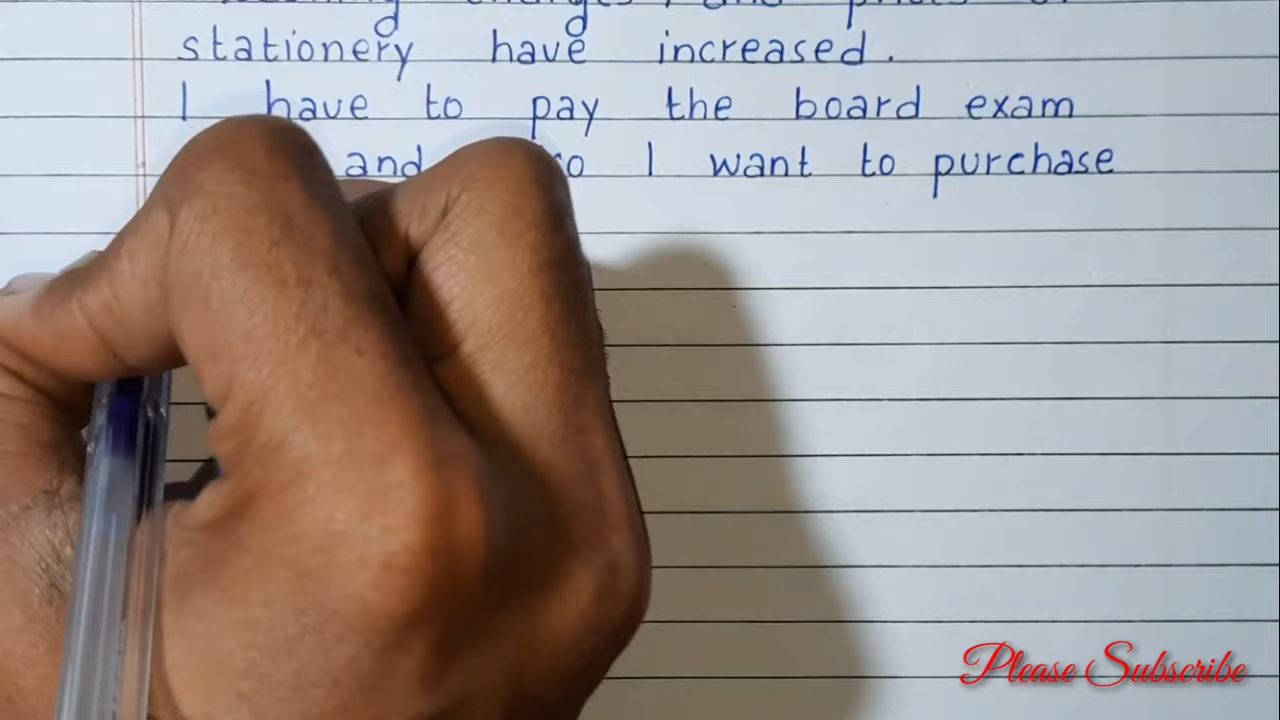 stationery have increased.
I have to pay the board exam
and I want to purchase
Please Subscribe